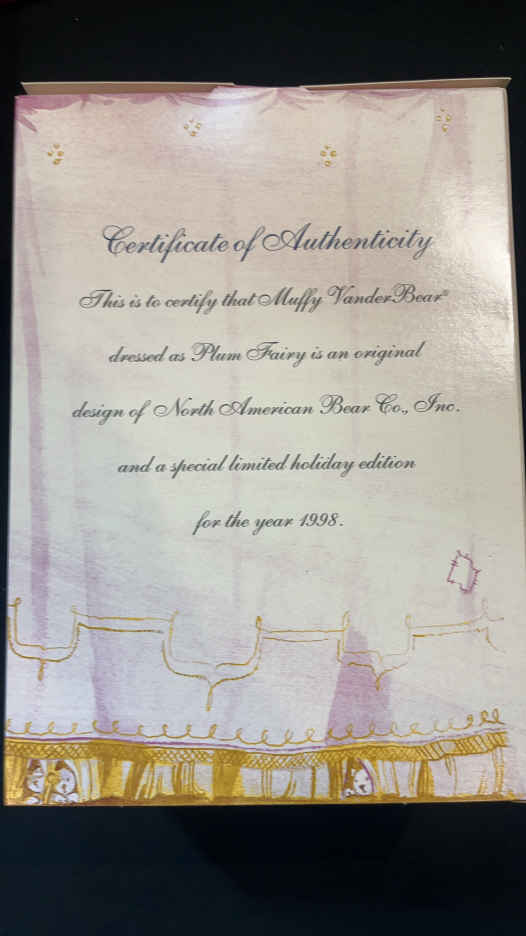 Certificate of Authenticity
This is to certify that Muffy VanderBear®
dressed as Plum Fairy is an original
design of North American Bear Co., Inc.
and a special limited holiday edition
for the year 1998.